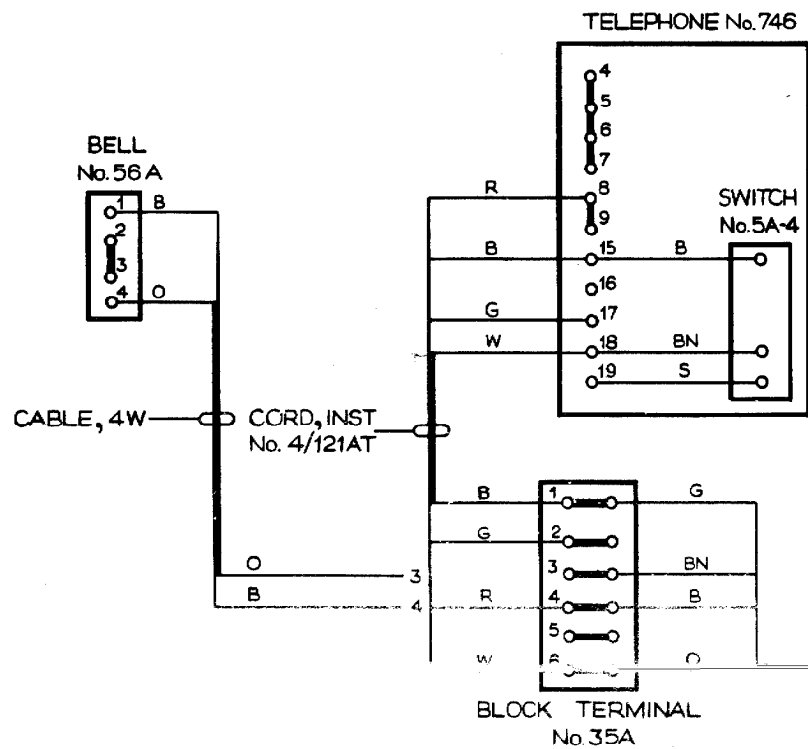 TELEPHONE No. 746
4
5
6
7
8
9
15
16
17
18
19
R
B
G
W
SWITCH
No. 5A-4
B
BN
S
BELL
No. 56A
1
2
3
4
B
O
CABLE, 4W
CORD, INST
No. 4/121AT
O
B
3
4
B
G
R
W
1
2
3
4
5
6
G
BN
B
O
BLOCK TERMINAL
No. 35A